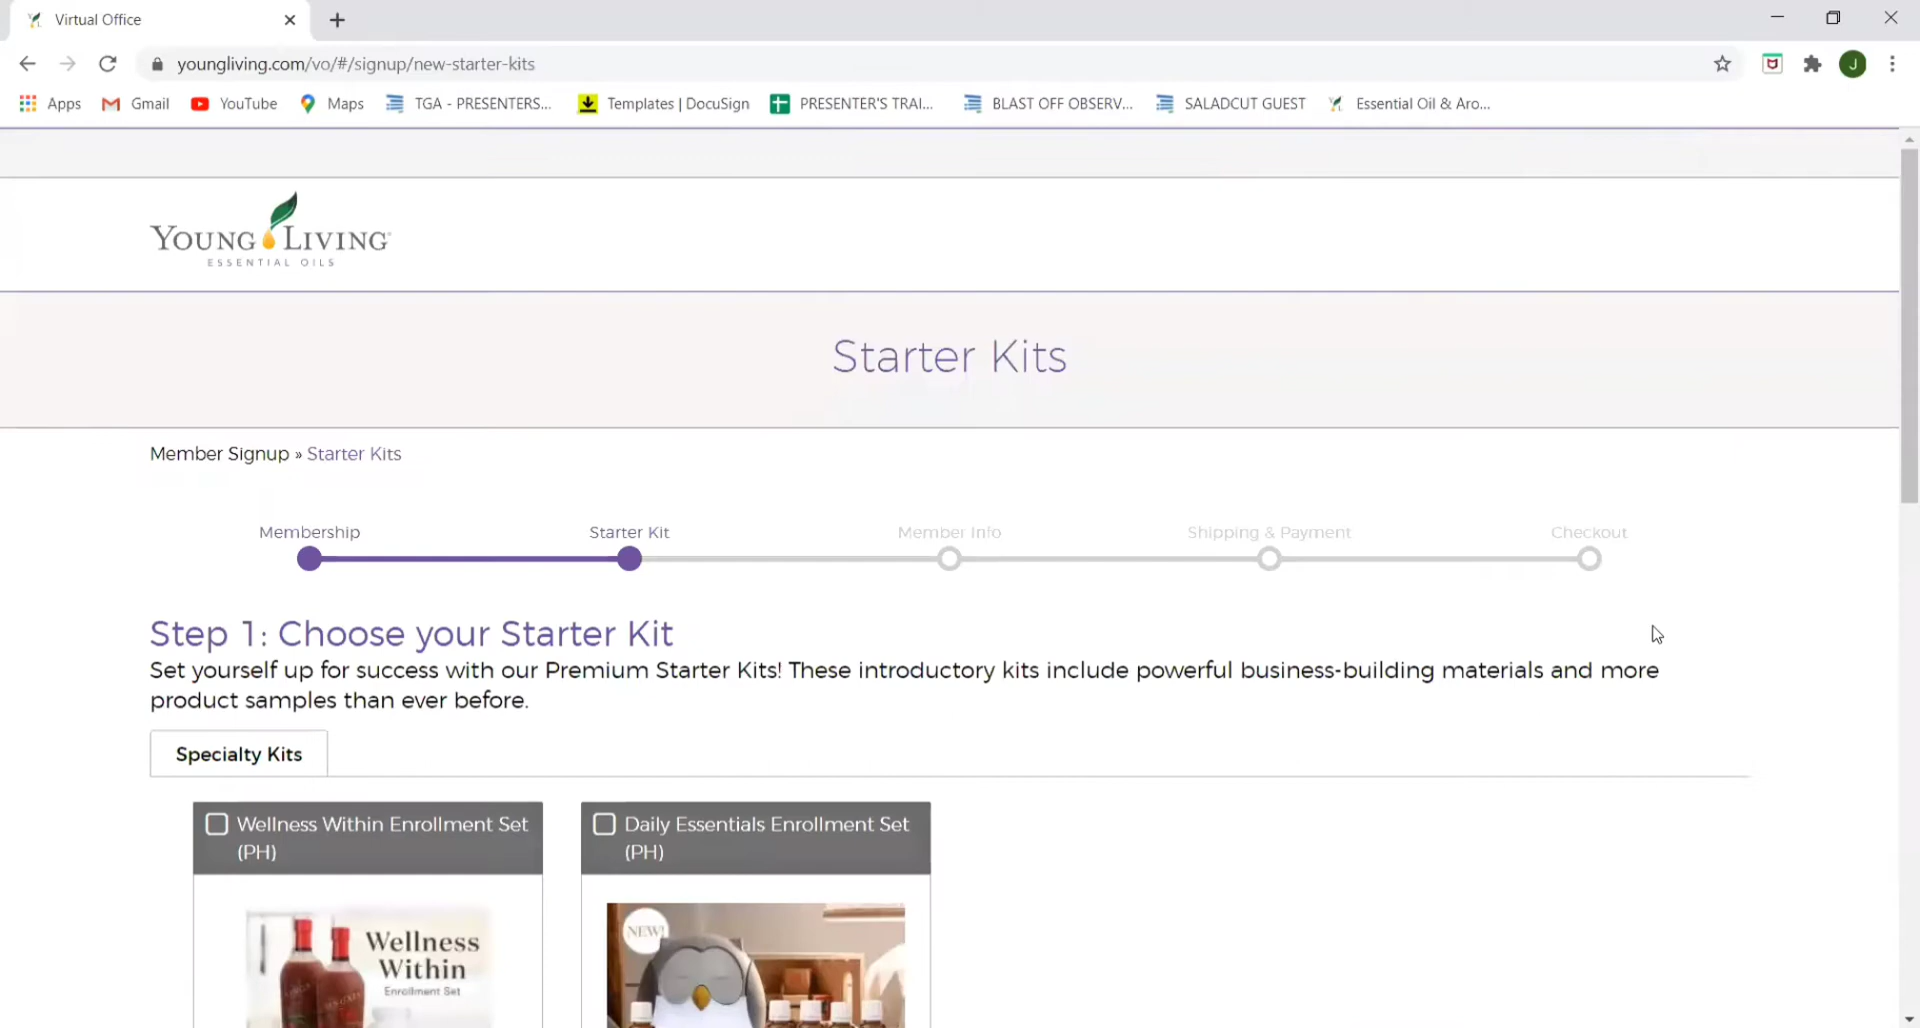 Virtual Office
youngliving.com/vo/#/signup/new-starter-kits
J
Apps Gmail YouTube Maps TGA - PRESENTERS... Templates | DocuSign PRESENTER'S TRAI... BLAST OFF OBSERV... SALADCUT GUEST Essential Oil & Aro...
YOUNG LIVING
ESSENTIAL OILS
Starter Kits
Member Signup » Starter Kits
Membership Starter Kit Member Info Shipping & Payment Checkout
Step 1: Choose your Starter Kit
Set yourself up for success with our Premium Starter Kits! These introductory kits include powerful business-building materials and more
product samples than ever before.
Specialty Kits
Wellness Within Enrollment Set
(PH)
Daily Essentials Enrollment Set
(PH)
Wellness
Within
Enrollment Set
NEW!